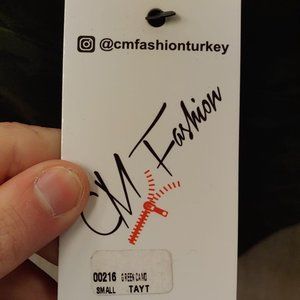 @cmfashionturkey
CM Fashion
00216 GREEN CAMO
SMALL TAYT